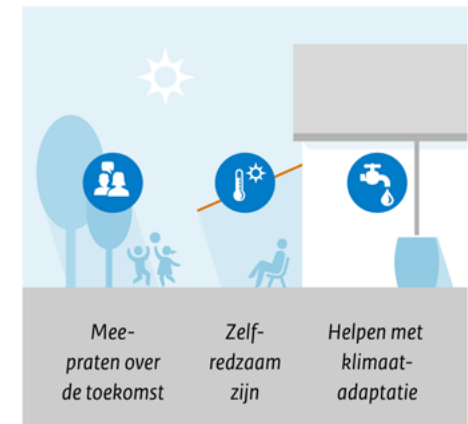 Mee-
praten over
de toekomst
Zelf-
redzaam
zijn
Helpen met
klimaat-
adaptatie